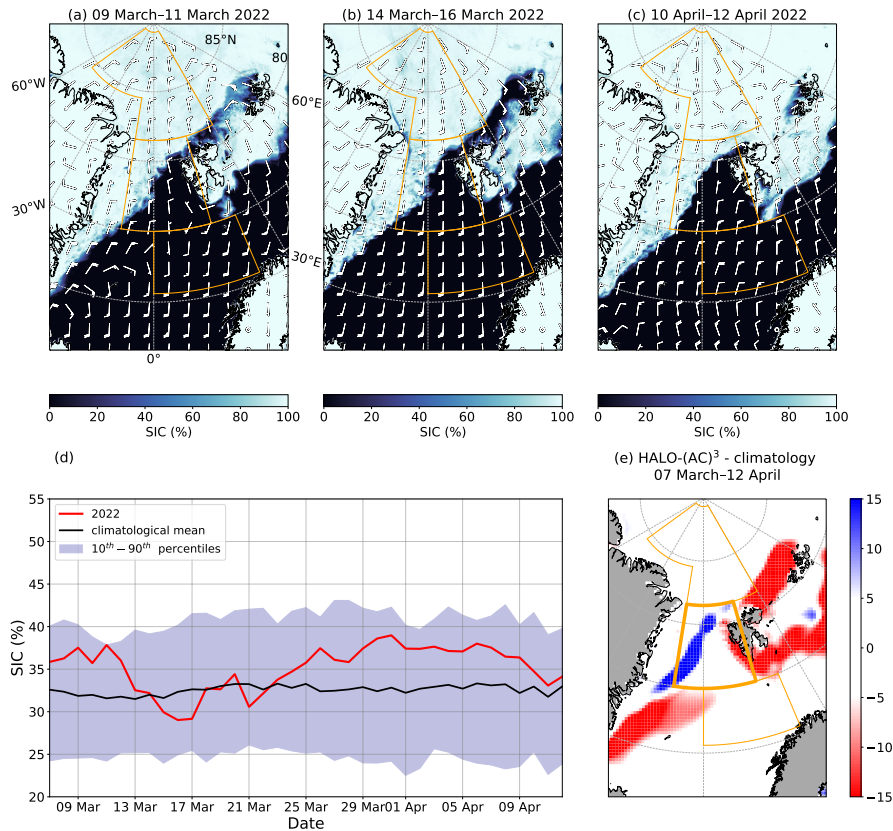 (a) 09 March–11 March 2022
(b) 14 March–16 March 2022
(c) 10 April–12 April 2022
85°N
80
60°W
30°W
0°
60°E
30°E
0 20 40 60 80 100
SIC (%)
0 20 40 60 80 100
SIC (%)
0 20 40 60 80 100
SIC (%)
(d)
55
50
45
40
35
30
25
20
SIC (%)
2022
climatological mean
10th − 90th percentiles
09 Mar 13 Mar 17 Mar 21 Mar 25 Mar 29 Mar 01 Apr 05 Apr 09 Apr
Date
(e) HALO-(AC)³ - climatology
07 March–12 April
15
10
5
0
−5
−10
−15